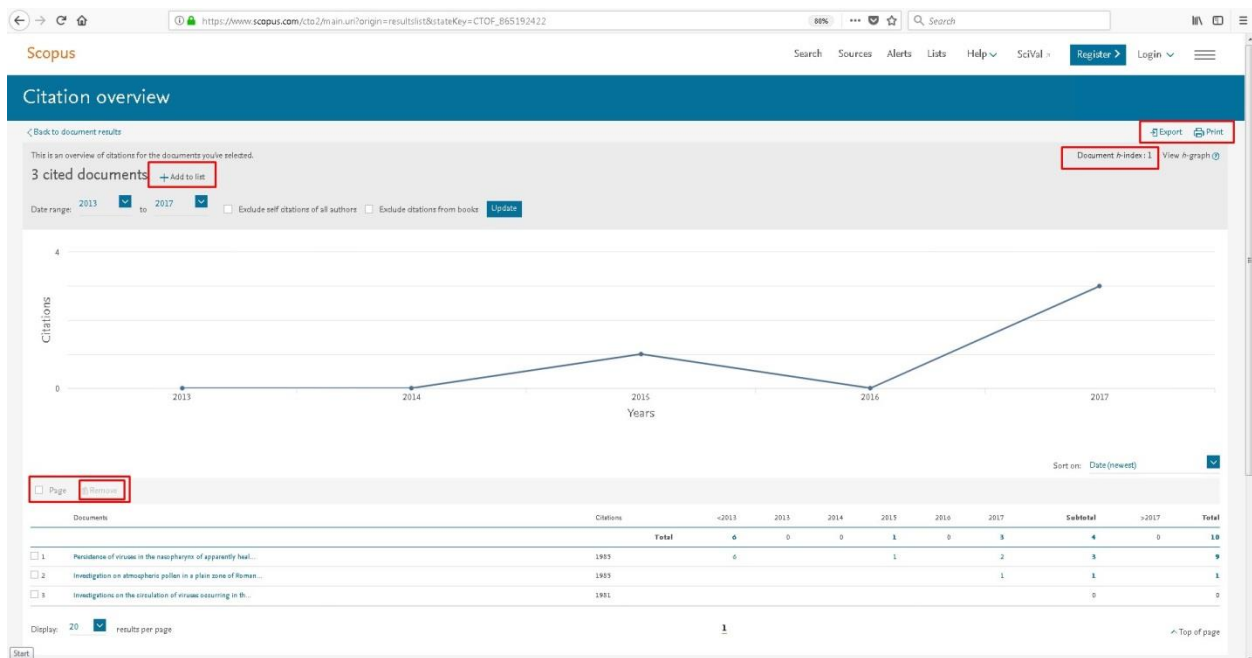 https://www.scopus.com/cto2/main.uri?origin=resultslist&stateKey=CTOF_865192422 80% Search
Scopus Search Sources Alerts Lists Help SciVal Register Login
Citation overview
Back to document results Export Print
This is an overview of citations for the documents you've selected. Document h-index: 1 View h-graph
3 cited documents + Add to list
Date range: 2013 to 2017 Exclude self citations of all authors Exclude citations from books Update
4
Citations
0
2013 2014 2015 2016 2017
Years
Sort on: Date (newest)
Page Remove
Documents Citations <2013 2013 2014 2015 2016 2017 Subtotal >2017 Total
Total 6 0 0 1 0 3 4 0 10
1 Persistence of viruses in the nasopharynx of apparently heal... 6 1 2 3 9
2 Investigation on atmospheric pollen in a plain zone of Roman... 1 1 1
3 Investigations on the circulation of viruses occurring in th... 1981 0 0
Display: 20 results per page 1 Top of page
Start